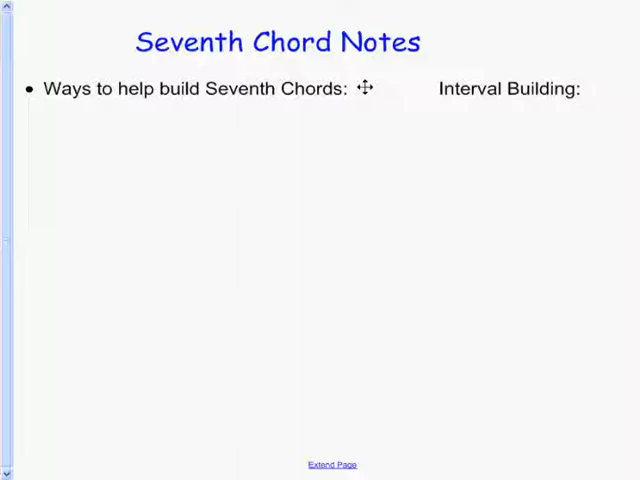 Seventh Chord Notes
• Ways to help build Seventh Chords: Interval Building:
Extend Page